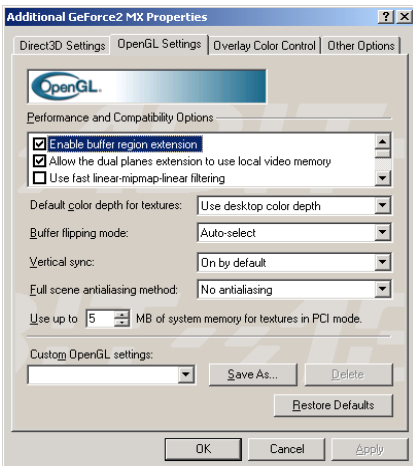 Additional GeForce2 MX Properties
Direct3D Settings OpenGL Settings Overlay Color Control Other Options
OpenGL.
Performance and Compatibility Options
Enable buffer region extension
Allow the dual planes extension to use local video memory
Use fast linear-mipmap-linear filtering
Default color depth for textures: Use desktop color depth
Buffer flipping mode: Auto-select
Vertical sync: On by default
Full scene antialiasing method: No antialiasing
Use up to 5 MB of system memory for textures in PCI mode.
Custom OpenGL settings:
Save As... Delete
Restore Defaults
OK Cancel Apply